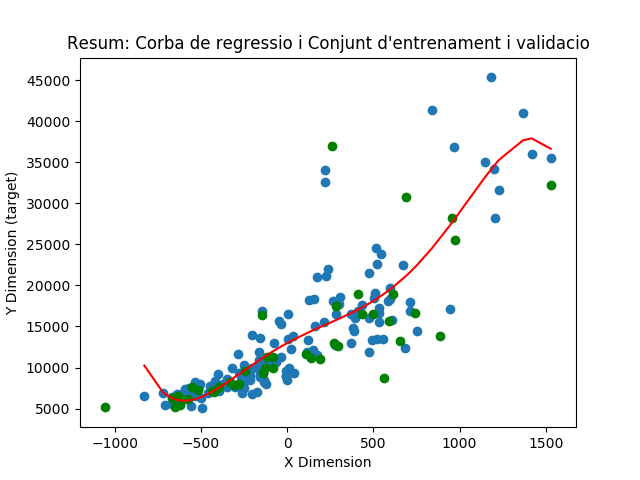 Resum: Corba de regressio i Conjunt d'entrenament i validacio
45000
40000
35000
30000
25000
20000
15000
10000
5000
Y Dimension (target)
−1000 −500 0 500 1000 1500
X Dimension